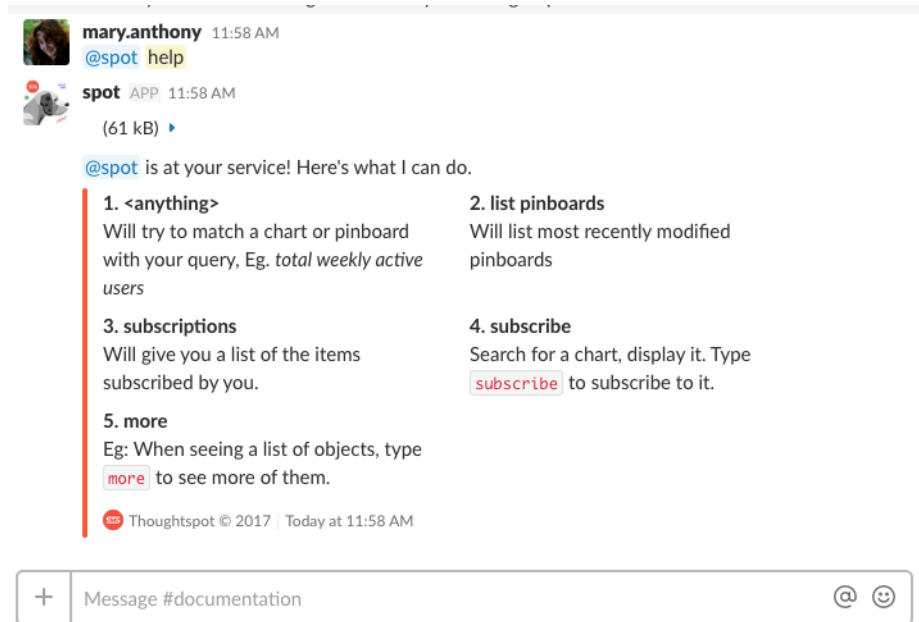 mary.anthony 11:58 AM
@spot help
spot APP 11:58 AM
(61 kB)
@spot is at your service! Here's what I can do.
1. <anything>
Will try to match a chart or pinboard
with your query, Eg. total weekly active
users
2. list pinboards
Will list most recently modified
pinboards
3. subscriptions
Will give you a list of the items
subscribed by you.
4. subscribe
Search for a chart, display it. Type
subscribe to subscribe to it.
5. more
Eg: When seeing a list of objects, type
more to see more of them.
Thoughtspot © 2017 Today at 11:58 AM
+ Message #documentation @